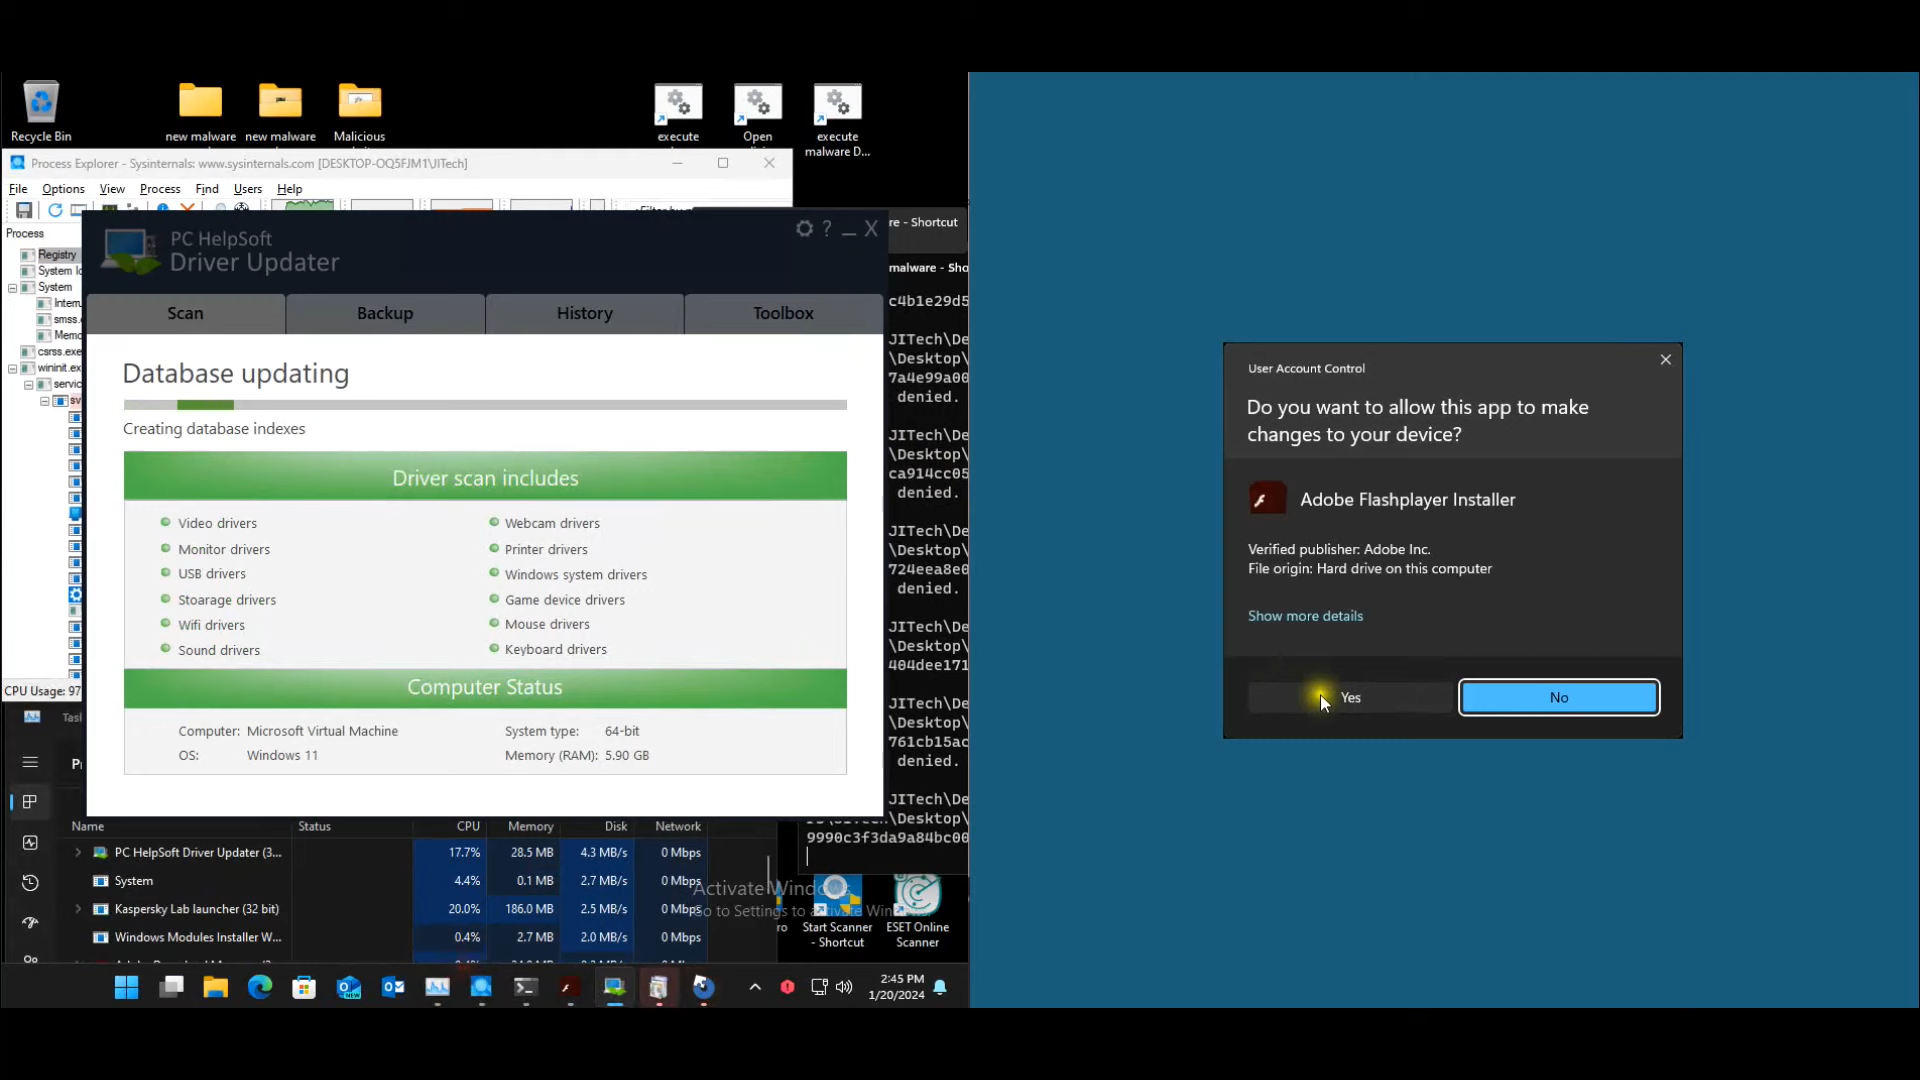 Recycle Bin
new malware
new malware
Malicious
execute
Open
execute
malware D...
Process Explorer - Sysinternals: www.sysinternals.com [DESKTOP-OQ5FJM1\JITech]
File Options View Process Find Users Help
Process
Registry
System
Interr
smss.
Memo
csrss.exe
wininit.ex
servic
sv
CPU Usage: 97
PC HelpSoft
Driver Updater
Scan
Backup
History
Toolbox
Database updating
Creating database indexes
Driver scan includes
Video drivers
Monitor drivers
USB drivers
Stoarage drivers
Wifi drivers
Sound drivers
Webcam drivers
Printer drivers
Windows system drivers
Game device drivers
Mouse drivers
Keyboard drivers
Computer Status
Computer: Microsoft Virtual Machine
OS: Windows 11
System type: 64-bit
Memory (RAM): 5.90 GB
re - Shortcut
malware - Sho
c4b1e29d5
JITech\De
\Desktop\
7a4e99a00
denied.
JITech\De
\Desktop\
ca914cc05
denied.
JITech\De
\Desktop\
724eea8e0
denied.
JITech\De
\Desktop\
404dee171
JITech\De
\Desktop\
761cb15ac
denied.
JITech\De
\Desktop\
9990c3f3da9a84bc00
Name Status CPU Memory Disk Network
PC HelpSoft Driver Updater (3... 17.7% 28.5 MB 4.3 MB/s 0 Mbps
System 4.4% 0.1 MB 2.7 MB/s 0 Mbps
Kaspersky Lab launcher (32 bit) 20.0% 186.0 MB 2.5 MB/s 0 Mbps
Windows Modules Installer W... 0.4% 2.7 MB 2.0 MB/s 0 Mbps
Activate Windows
Go to Settings to activate Windows.
Start Scanner
- Shortcut
ESET Online
Scanner
2:45 PM
1/20/2024
User Account Control
Do you want to allow this app to make
changes to your device?
Adobe Flashplayer Installer
Verified publisher: Adobe Inc.
File origin: Hard drive on this computer
Show more details
Yes
No